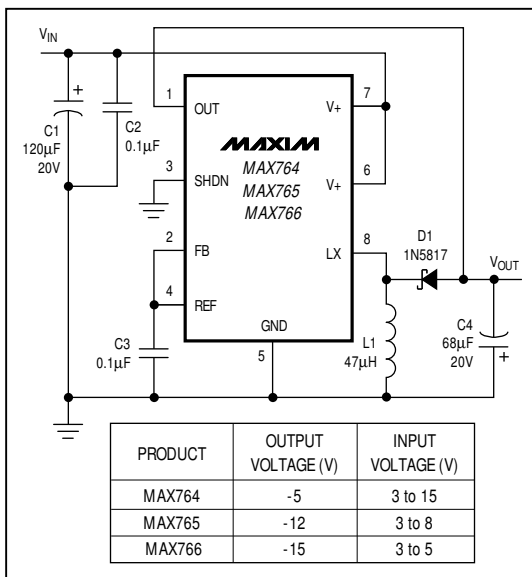 VIN
1
OUT
V+
7
C1
120µF
20V
C2
0.1µF
MAXIM
MAX764
MAX765
MAX766
3
SHDN
V+
6
2
FB
LX
8
D1
1N5817
VOUT
4
REF
GND
5
C3
0.1µF
L1
47µH
C4
68µF
20V
PRODUCT OUTPUT VOLTAGE (V) INPUT VOLTAGE (V)
MAX764 -5 3 to 15
MAX765 -12 3 to 8
MAX766 -15 3 to 5